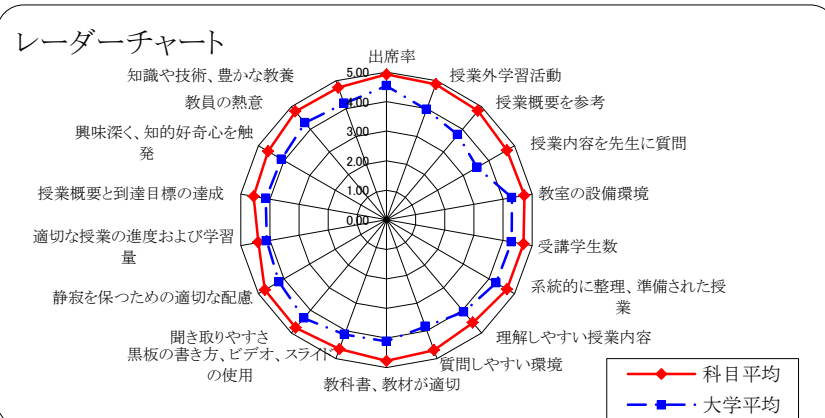 レーダーチャート
出席率
授業外学習活動
授業概要を参考
授業内容を先生に質問
教室の設備環境
受講学生数
系統的に整理、準備された授
業
理解しやすい授業内容
質問しやすい環境
教科書、教材が適切
黒板の書き方、ビデオ、スライド
の使用
聞き取りやすさ
静寂を保つための適切な配慮
適切な授業の進度および学習
量
授業概要と到達目標の達成
興味深く、知的好奇心を触
発
教員の熱意
知識や技術、豊かな教養
5.00
4.00
3.00
2.00
1.00
0.00
科目平均
大学平均